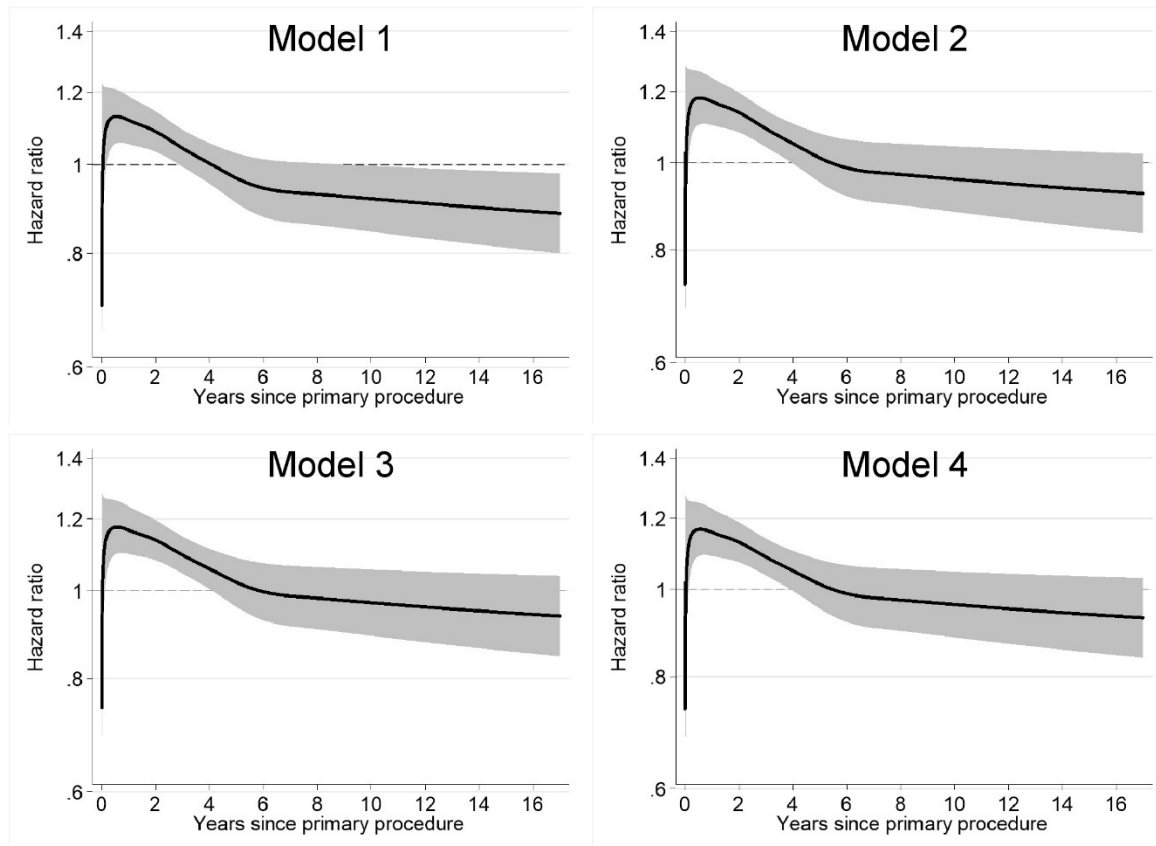 Model 1
1.4
1.2
1
.8
.6
Hazard ratio
0 2 4 6 8 10 12 14 16
Years since primary procedure
Model 2
1.4
1.2
1
.8
.6
Hazard ratio
0 2 4 6 8 10 12 14 16
Years since primary procedure
Model 3
1.4
1.2
1
.8
.6
Hazard ratio
0 2 4 6 8 10 12 14 16
Years since primary procedure
Model 4
1.4
1.2
1
.8
.6
Hazard ratio
0 2 4 6 8 10 12 14 16
Years since primary procedure